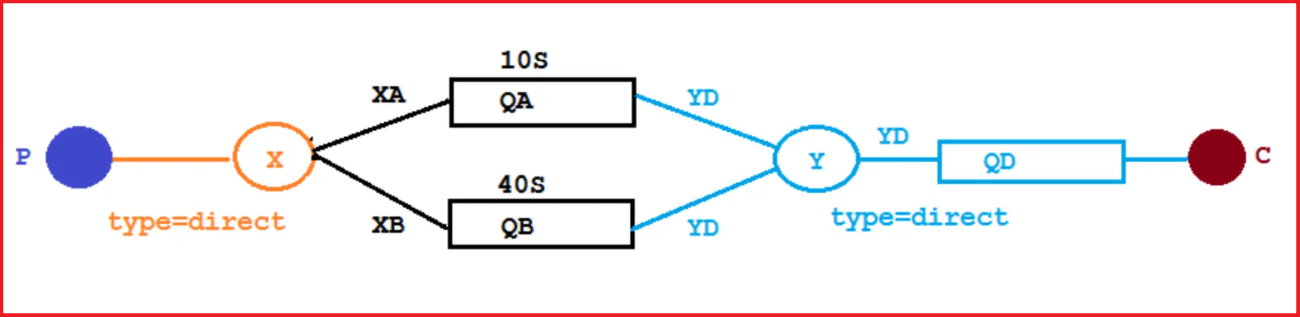 10S
XA
QA
YD
YD
P
X
Y
QD
C
40S
type=direct
type=direct
XB
QB
YD